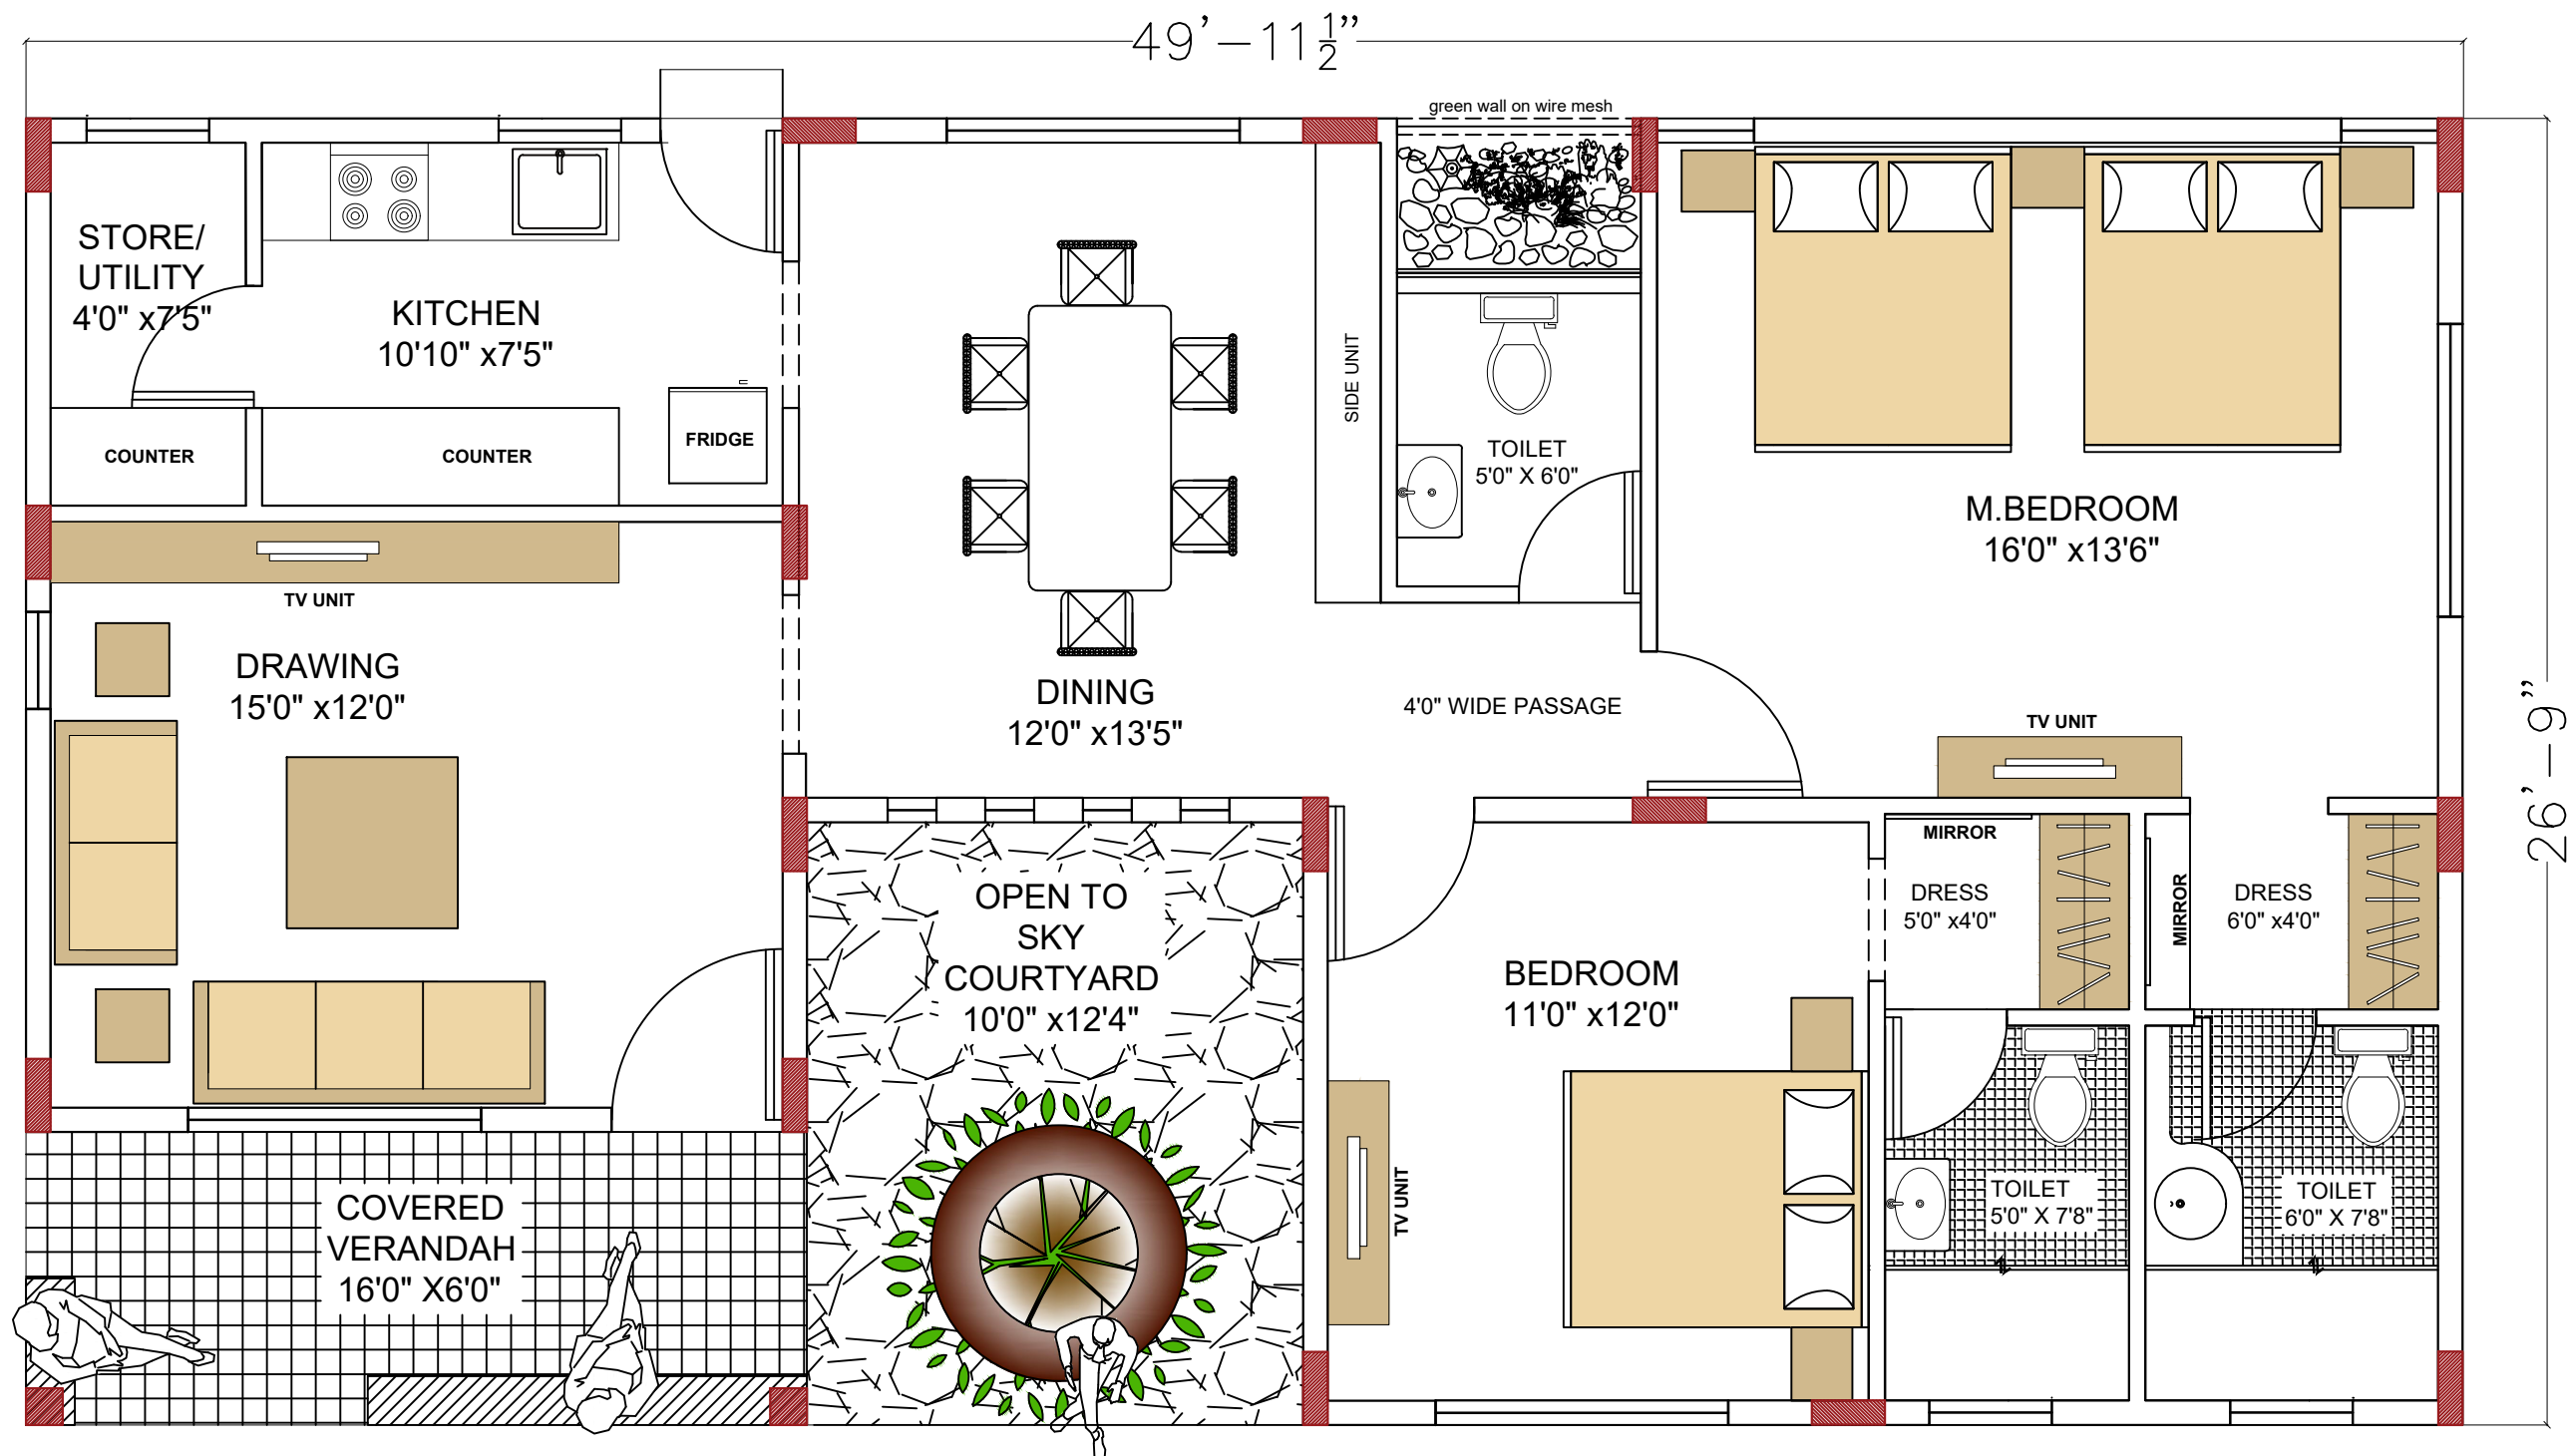 49'-11½"
green wall on wire mesh
STORE/
UTILITY
4'0" x7'5"
KITCHEN
10'10" x7'5"
COUNTER
COUNTER
FRIDGE
SIDE UNIT
TOILET
5'0" X 6'0"
M.BEDROOM
16'0" x13'6"
TV UNIT
DRAWING
15'0" x12'0"
DINING
12'0" x13'5"
4'0" WIDE PASSAGE
TV UNIT
26'-9"
OPEN TO
SKY
COURTYARD
10'0" x12'4"
BEDROOM
11'0" x12'0"
MIRROR
DRESS
5'0" x4'0"
MIRROR
DRESS
6'0" x4'0"
TV UNIT
TOILET
5'0" X 7'8"
TOILET
6'0" X 7'8"
COVERED
VERANDAH
16'0" X6'0"